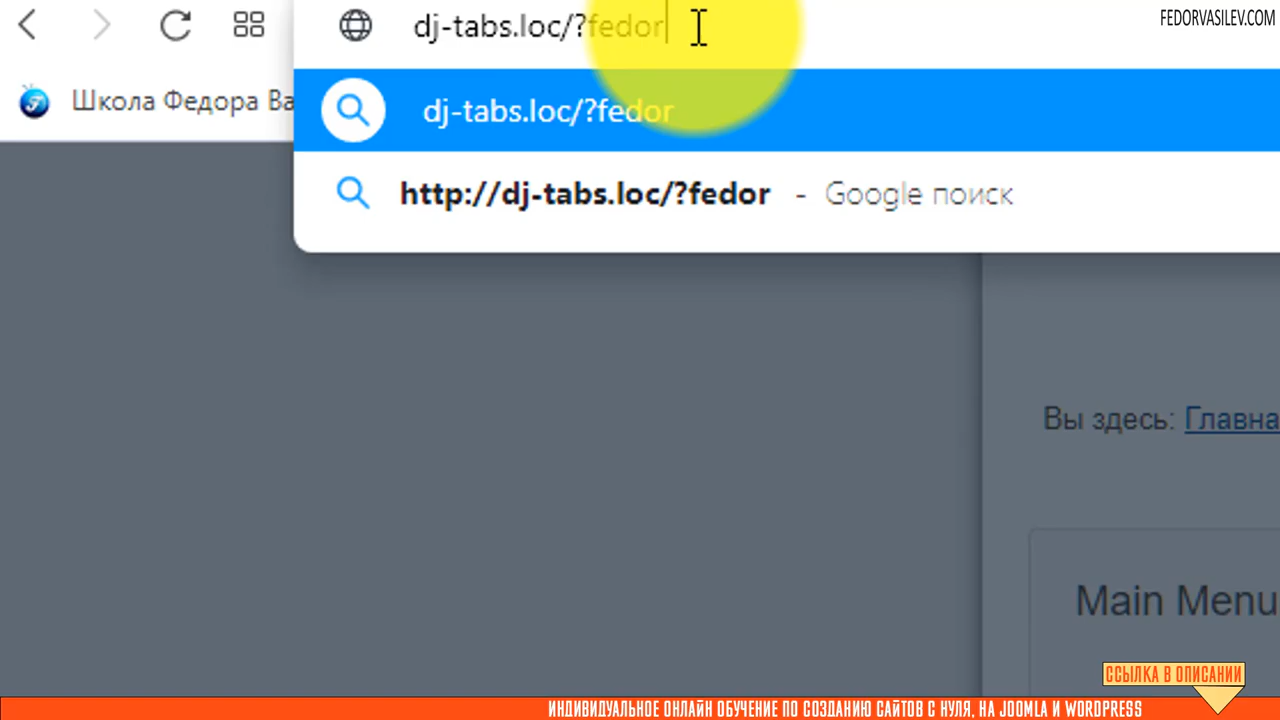 dj-tabs.loc/?fedor
FEDORVASILEV.COM
Школа Федора Ва
dj-tabs.loc/?fedor
http://dj-tabs.loc/?fedor - Google поиск
Вы здесь: Главна
Main Menu
ССЫЛКА В ОПИСАНИИ
ИНДИВИДУАЛЬНОЕ ОНЛАЙН ОБУЧЕНИЕ ПО СОЗДАНИЮ САЙТОВ С НУЛЯ, НА JOOMLA И WORDPRESS